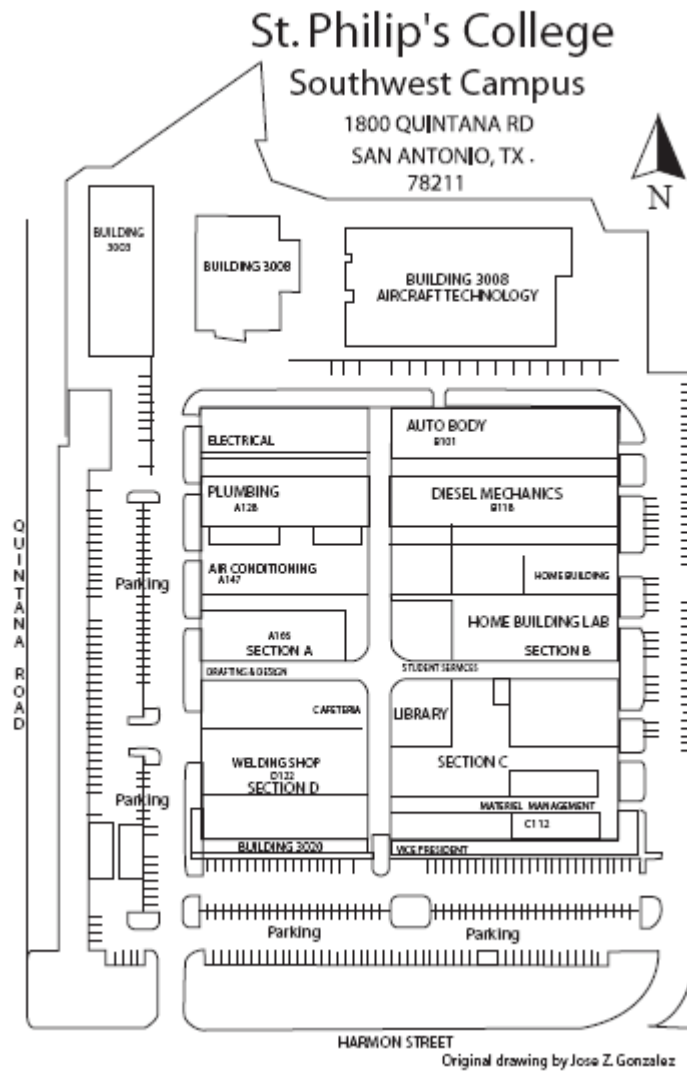 St. Philip's College
Southwest Campus
1800 QUINTANA RD
SAN ANTONIO, TX .
78211
N
BUILDING
3003
BUILDING 3008
BUILDING 3008
AIRCRAFT TECHNOLOGY
ELECTRICAL
AUTO BODY
B101
PLUMBING
A128
DIESEL MECHANICS
B118
QUINTANA ROAD
Parking
AIR CONDITIONING
A147
HOME BUILDING
A165
SECTION A
HOME BUILDING LAB
SECTION B
DRAFTING & DESIGN
STUDENT SERVICES
CAFETERIA
LIBRARY
WELDING SHOP
D122
SECTION D
SECTION C
Parking
MATERIEL MANAGEMENT
C112
BUILDING 3020
VICE PRESIDENT
Parking
Parking
HARMON STREET
Original drawing by Jose Z. Gonzalez